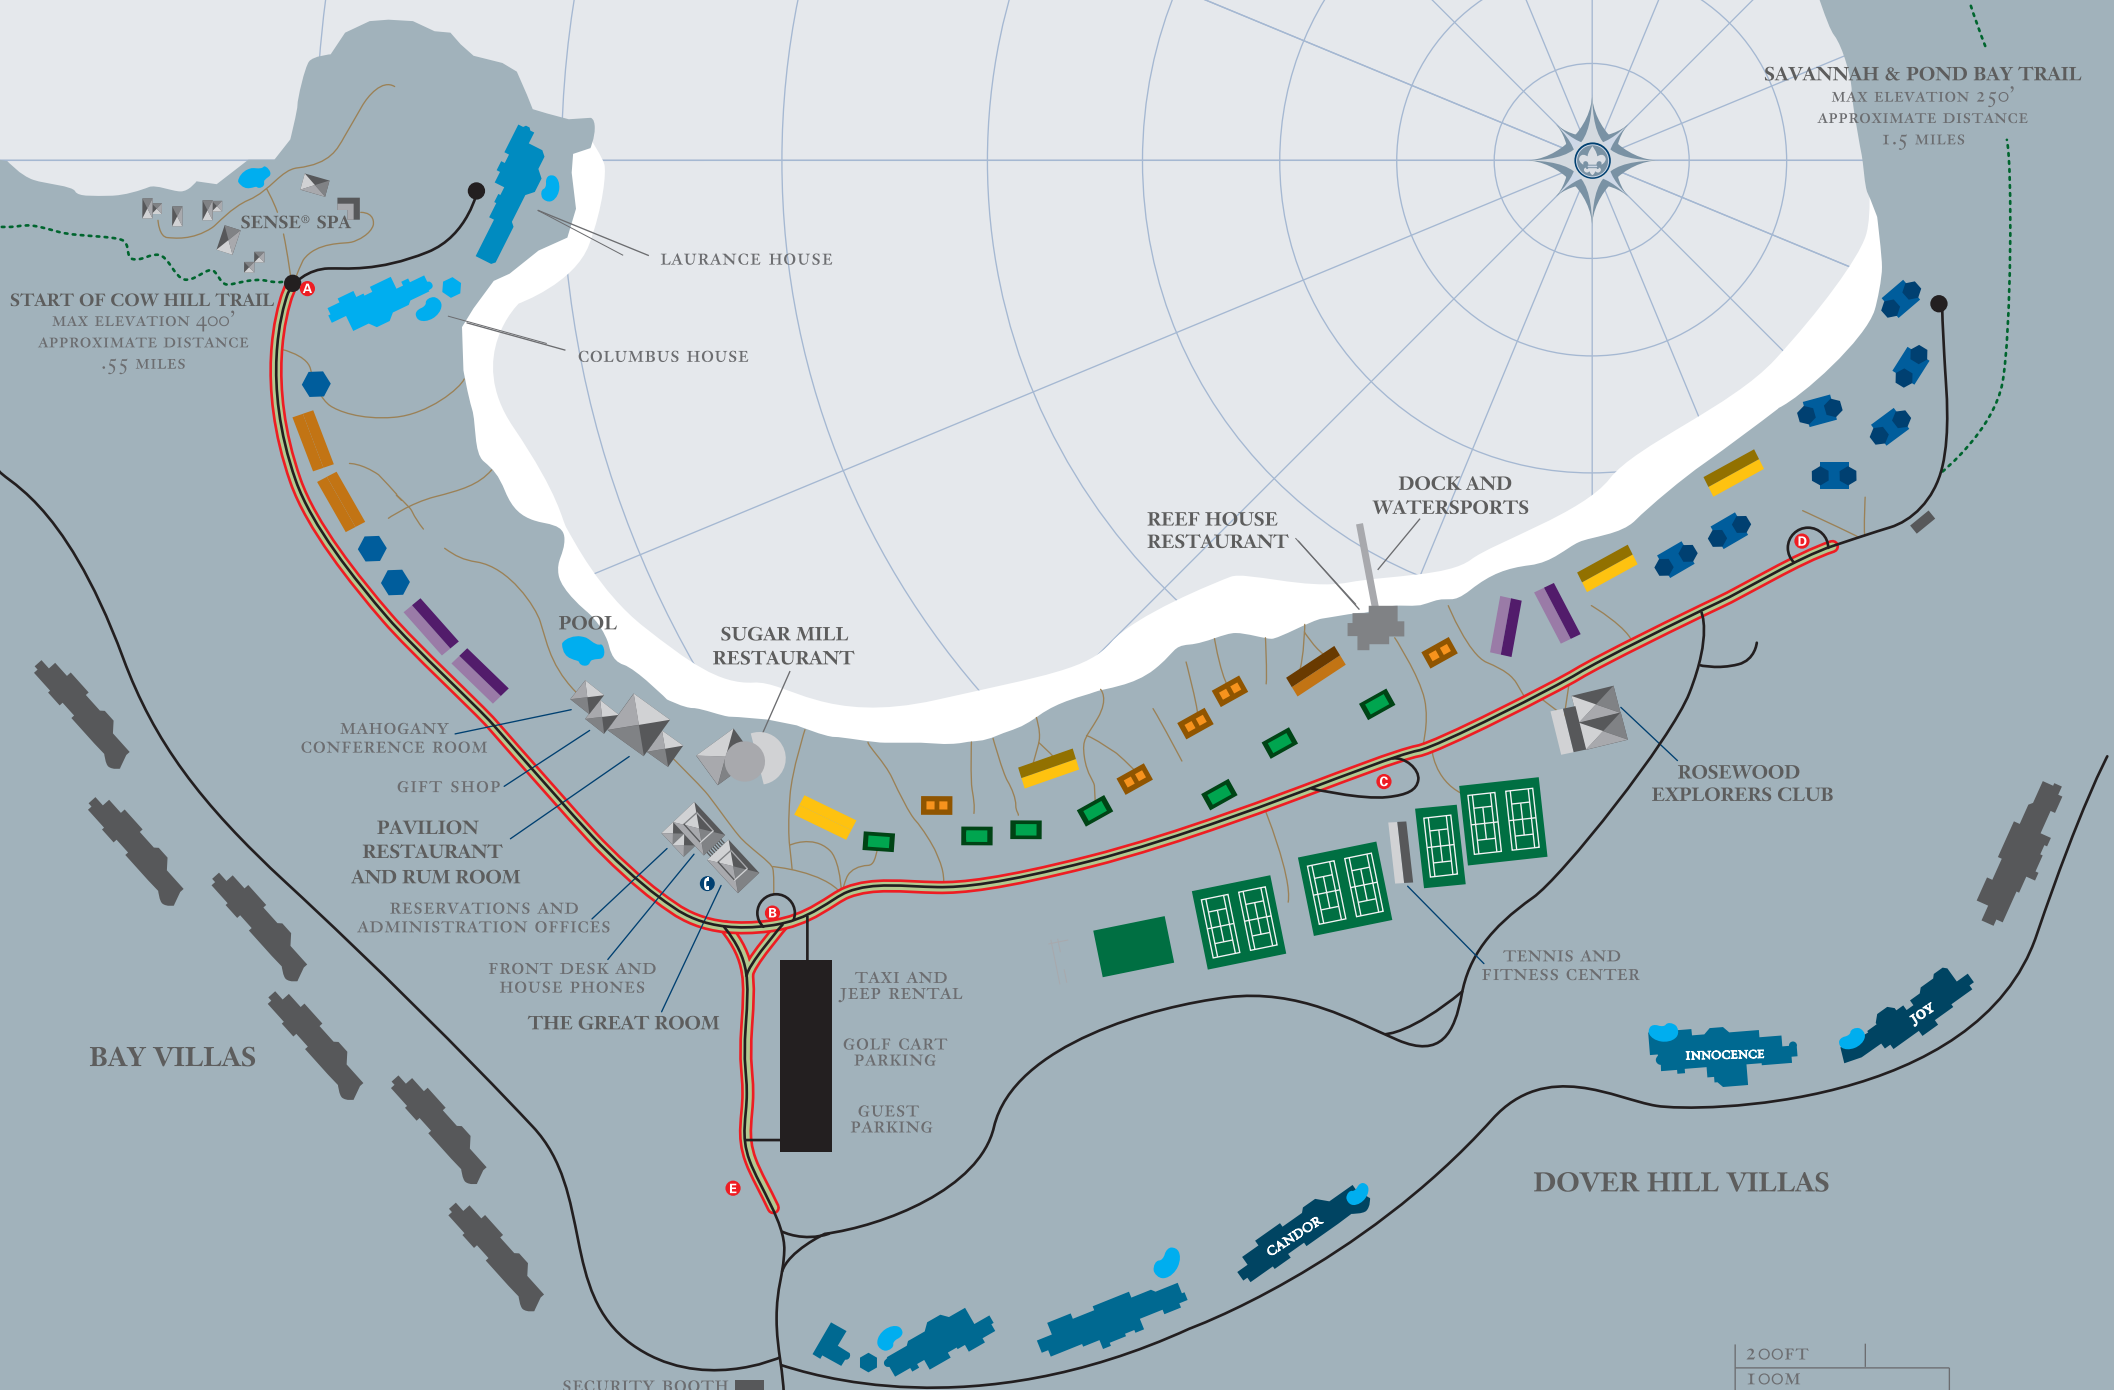 SAVANNAH & POND BAY TRAIL
MAX ELEVATION 250'
APPROXIMATE DISTANCE
1.5 MILES
SENSE® SPA
LAURANCE HOUSE
A
START OF COW HILL TRAIL
MAX ELEVATION 400'
APPROXIMATE DISTANCE
.55 MILES
COLUMBUS HOUSE
DOCK AND
WATERSPORTS
REEF HOUSE
RESTAURANT
D
POOL
SUGAR MILL
RESTAURANT
MAHOGANY
CONFERENCE ROOM
GIFT SHOP
C
ROSEWOOD
EXPLORERS CLUB
PAVILION
RESTAURANT
AND RUM ROOM
RESERVATIONS AND
ADMINISTRATION OFFICES
B
FRONT DESK AND
HOUSE PHONES
THE GREAT ROOM
TENNIS AND
FITNESS CENTER
TAXI AND
JEEP RENTAL
GOLF CART
PARKING
GUEST
PARKING
BAY VILLAS
JOY
INNOCENCE
E
DOVER HILL VILLAS
CANDOR
200FT
100M
SECURITY BOOTH